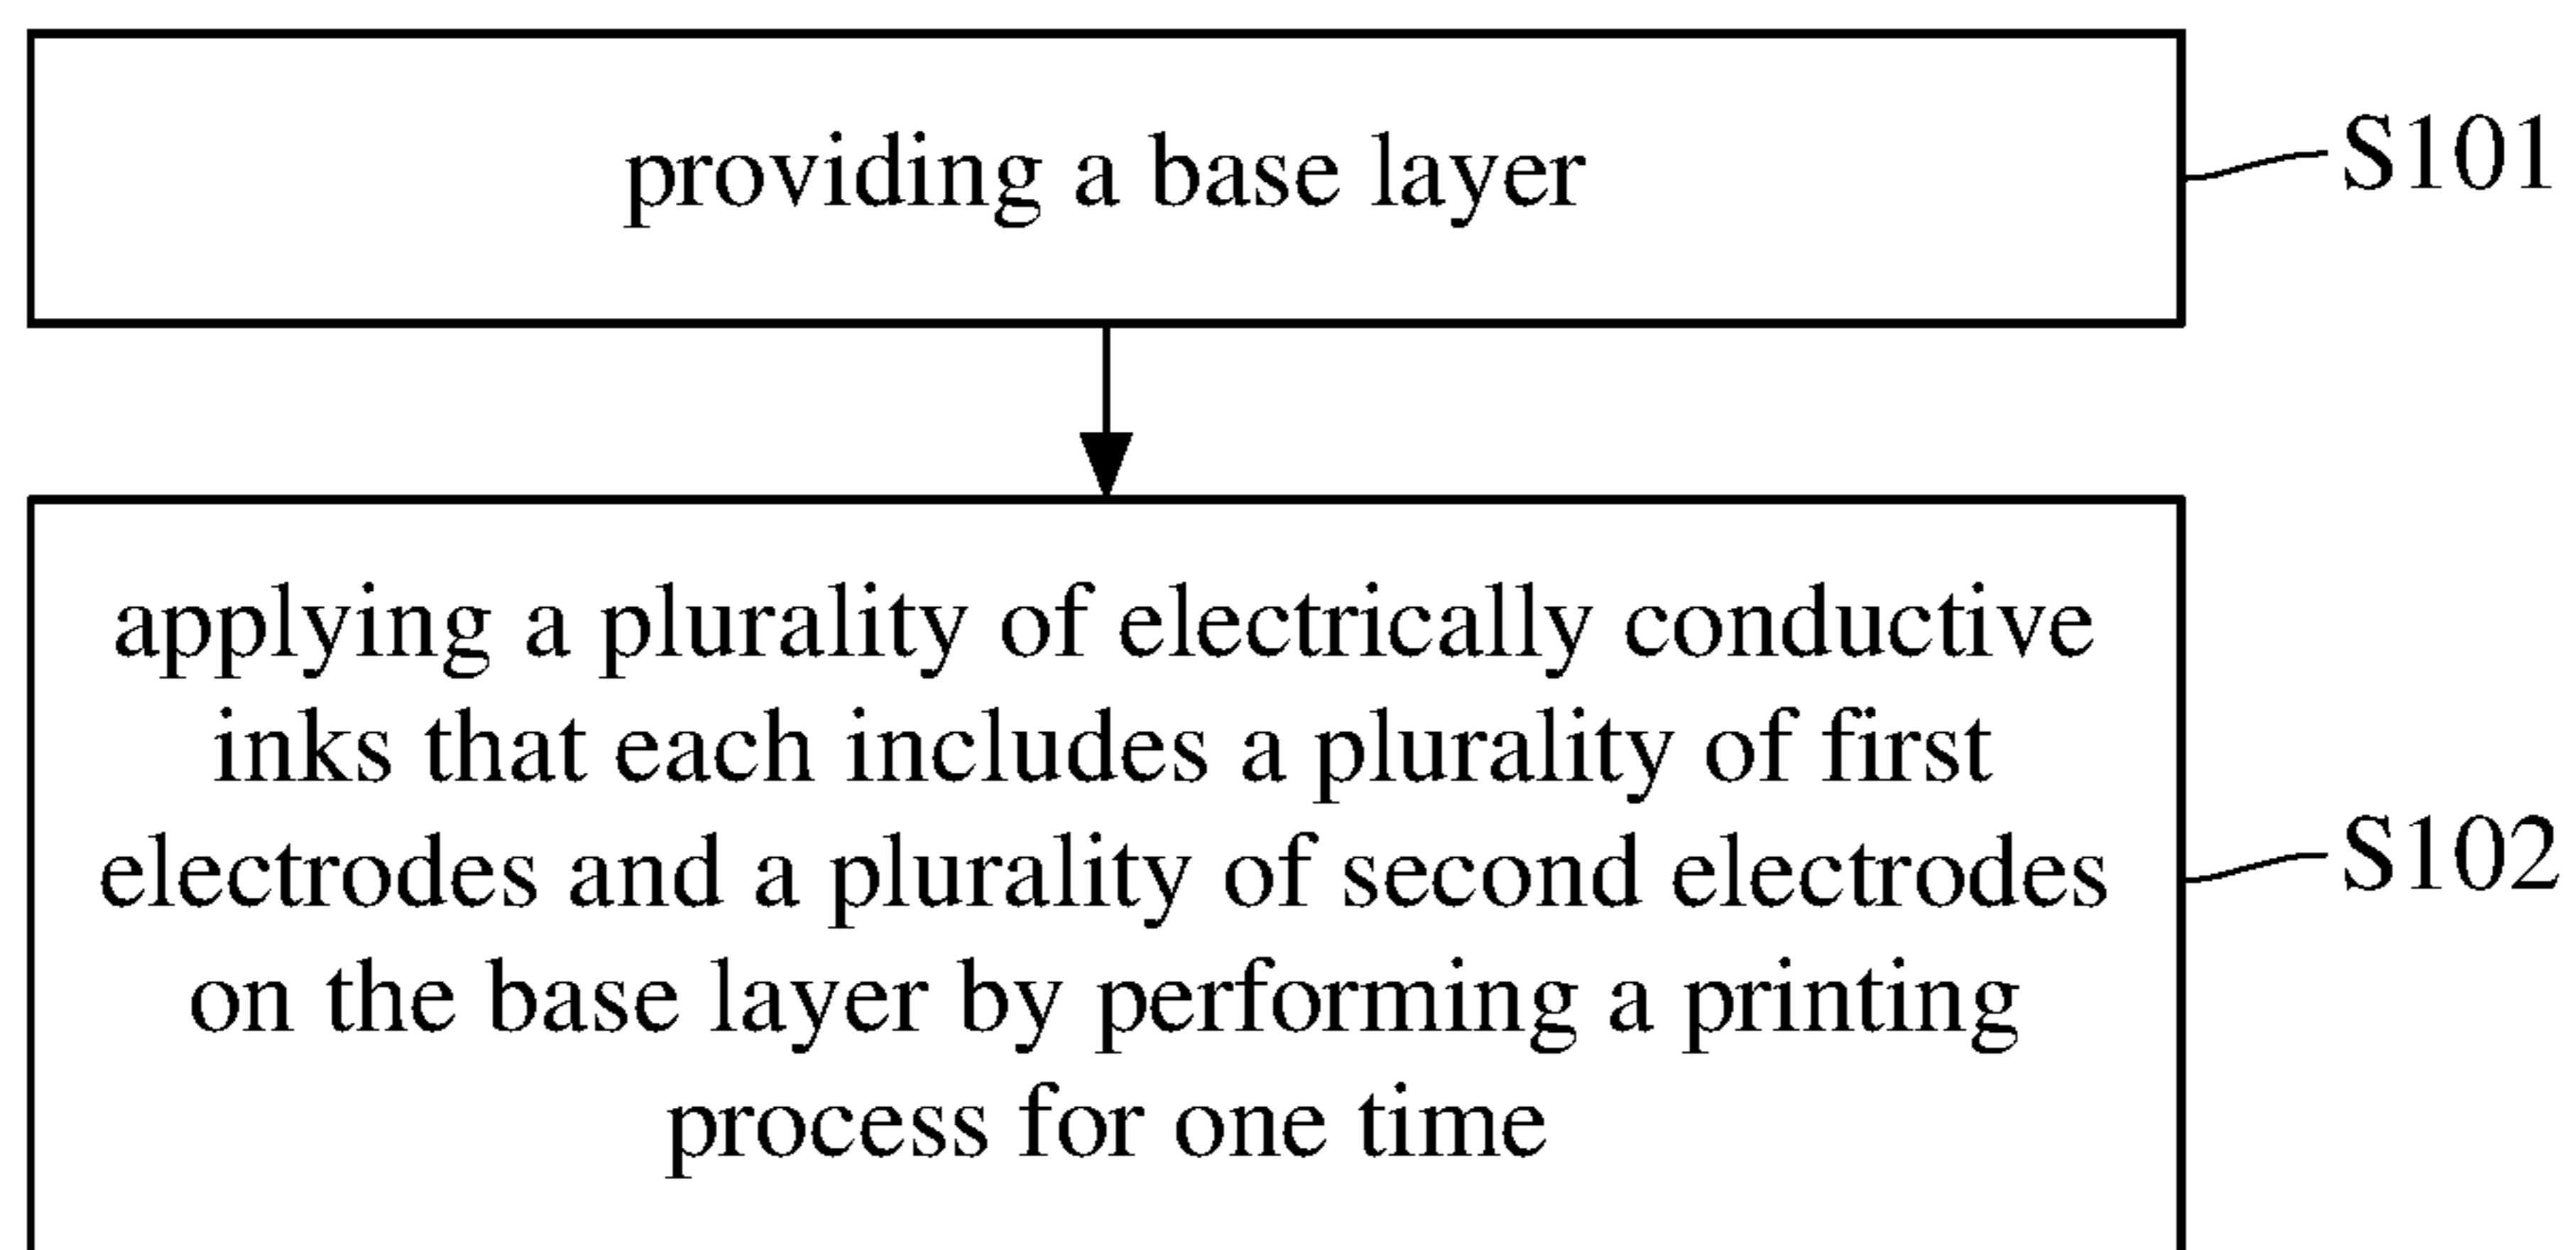 providing a base layer
S101
applying a plurality of electrically conductive
inks that each includes a plurality of first
electrodes and a plurality of second electrodes
on the base layer by performing a printing
process for one time
S102